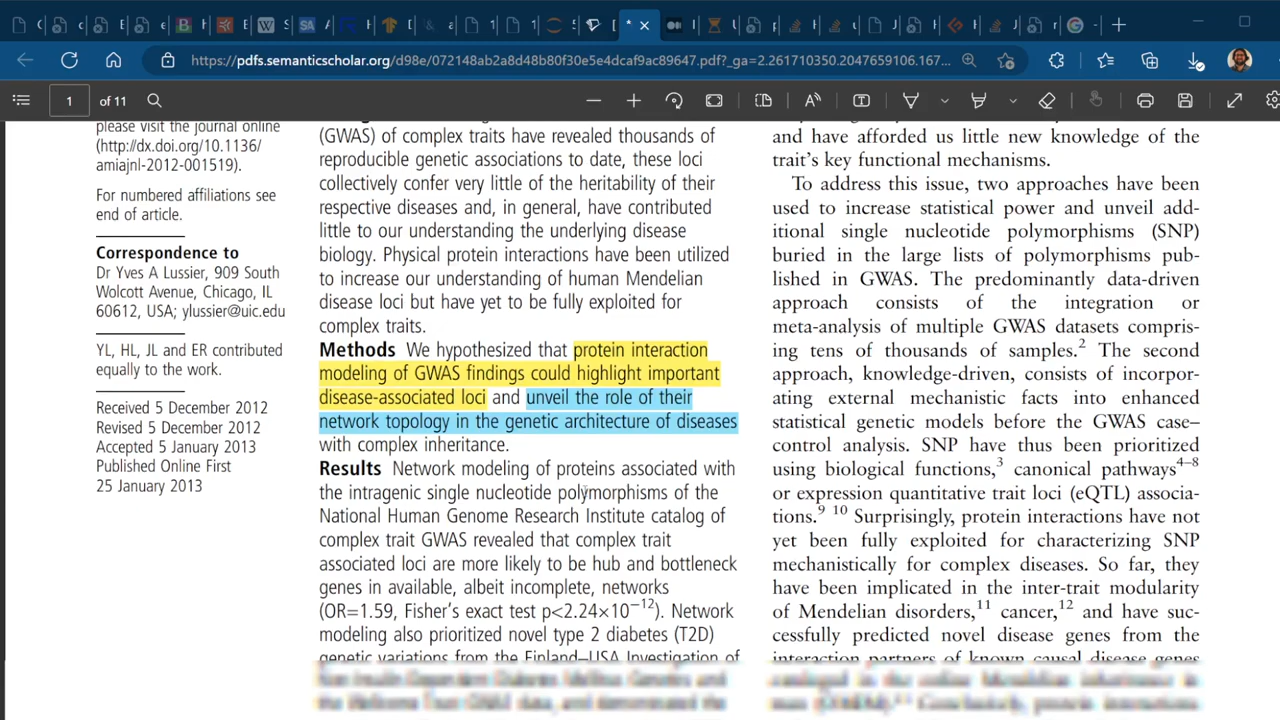 https://pdfs.semanticscholar.org/d98e/072148ab2a8d48b80f30e5e4dcaf9ac89647.pdf?_ga=2.261710350.2047659106.167...
1 of 11
please visit the journal online
(http://dx.doi.org/10.1136/
amiajnl-2012-001519).
For numbered affiliations see
end of article.
Correspondence to
Dr Yves A Lussier, 909 South
Wolcott Avenue, Chicago, IL
60612, USA; ylussier@uic.edu
YL, HL, JL and ER contributed
equally to the work.
Received 5 December 2012
Revised 5 December 2012
Accepted 5 January 2013
Published Online First
25 January 2013
(GWAS) of complex traits have revealed thousands of
reproducible genetic associations to date, these loci
collectively confer very little of the heritability of their
respective diseases and, in general, have contributed
little to our understanding the underlying disease
biology. Physical protein interactions have been utilized
to increase our understanding of human Mendelian
disease loci but have yet to be fully exploited for
complex traits.
Methods We hypothesized that protein interaction
modeling of GWAS findings could highlight important
disease-associated loci and unveil the role of their
network topology in the genetic architecture of diseases
with complex inheritance.
Results Network modeling of proteins associated with
the intragenic single nucleotide polymorphisms of the
National Human Genome Research Institute catalog of
complex trait GWAS revealed that complex trait
associated loci are more likely to be hub and bottleneck
genes in available, albeit incomplete, networks
(OR=1.59, Fisher's exact test p<2.24×10−12). Network
modeling also prioritized novel type 2 diabetes (T2D)
genetic variations from the Finland–USA Investigation of
and have afforded us little new knowledge of the
trait's key functional mechanisms.
To address this issue, two approaches have been
used to increase statistical power and unveil add-
itional single nucleotide polymorphisms (SNP)
buried in the large lists of polymorphisms pub-
lished in GWAS. The predominantly data-driven
approach consists of the integration or
meta-analysis of multiple GWAS datasets compris-
ing tens of thousands of samples.2 The second
approach, knowledge-driven, consists of incorpor-
ating external mechanistic facts into enhanced
statistical genetic models before the GWAS case–
control analysis. SNP have thus been prioritized
using biological functions,3 canonical pathways4–8
or expression quantitative trait loci (eQTL) associa-
tions.9 10 Surprisingly, protein interactions have not
yet been fully exploited for characterizing SNP
mechanistically for complex diseases. So far, they
have been implicated in the inter-trait modularity
of Mendelian disorders,11 cancer,12 and have suc-
cessfully predicted novel disease genes from the
interaction partners of known causal disease genes